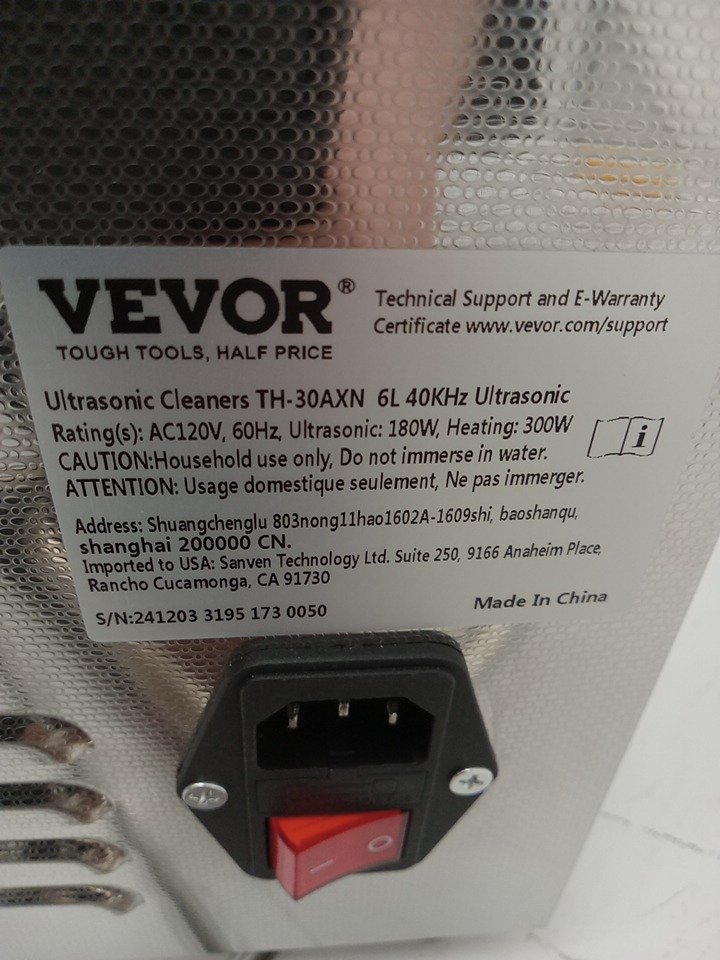 VEVOR®
TOUGH TOOLS, HALF PRICE
Technical Support and E-Warranty
Certificate www.vevor.com/support
Ultrasonic Cleaners TH-30AXN 6L 40KHz Ultrasonic
Rating(s): AC120V, 60Hz, Ultrasonic: 180W, Heating: 300W
CAUTION:Household use only, Do not immerse in water.
ATTENTION: Usage domestique seulement, Ne pas immerger.
Address: Shuangchenglu 803nong11hao1602A-1609shi, baoshanqu,
shanghai 200000 CN.
Imported to USA: Sanven Technology Ltd. Suite 250, 9166 Anaheim Place,
Rancho Cucamonga, CA 91730
S/N:241203 3195 173 0050
Made In China